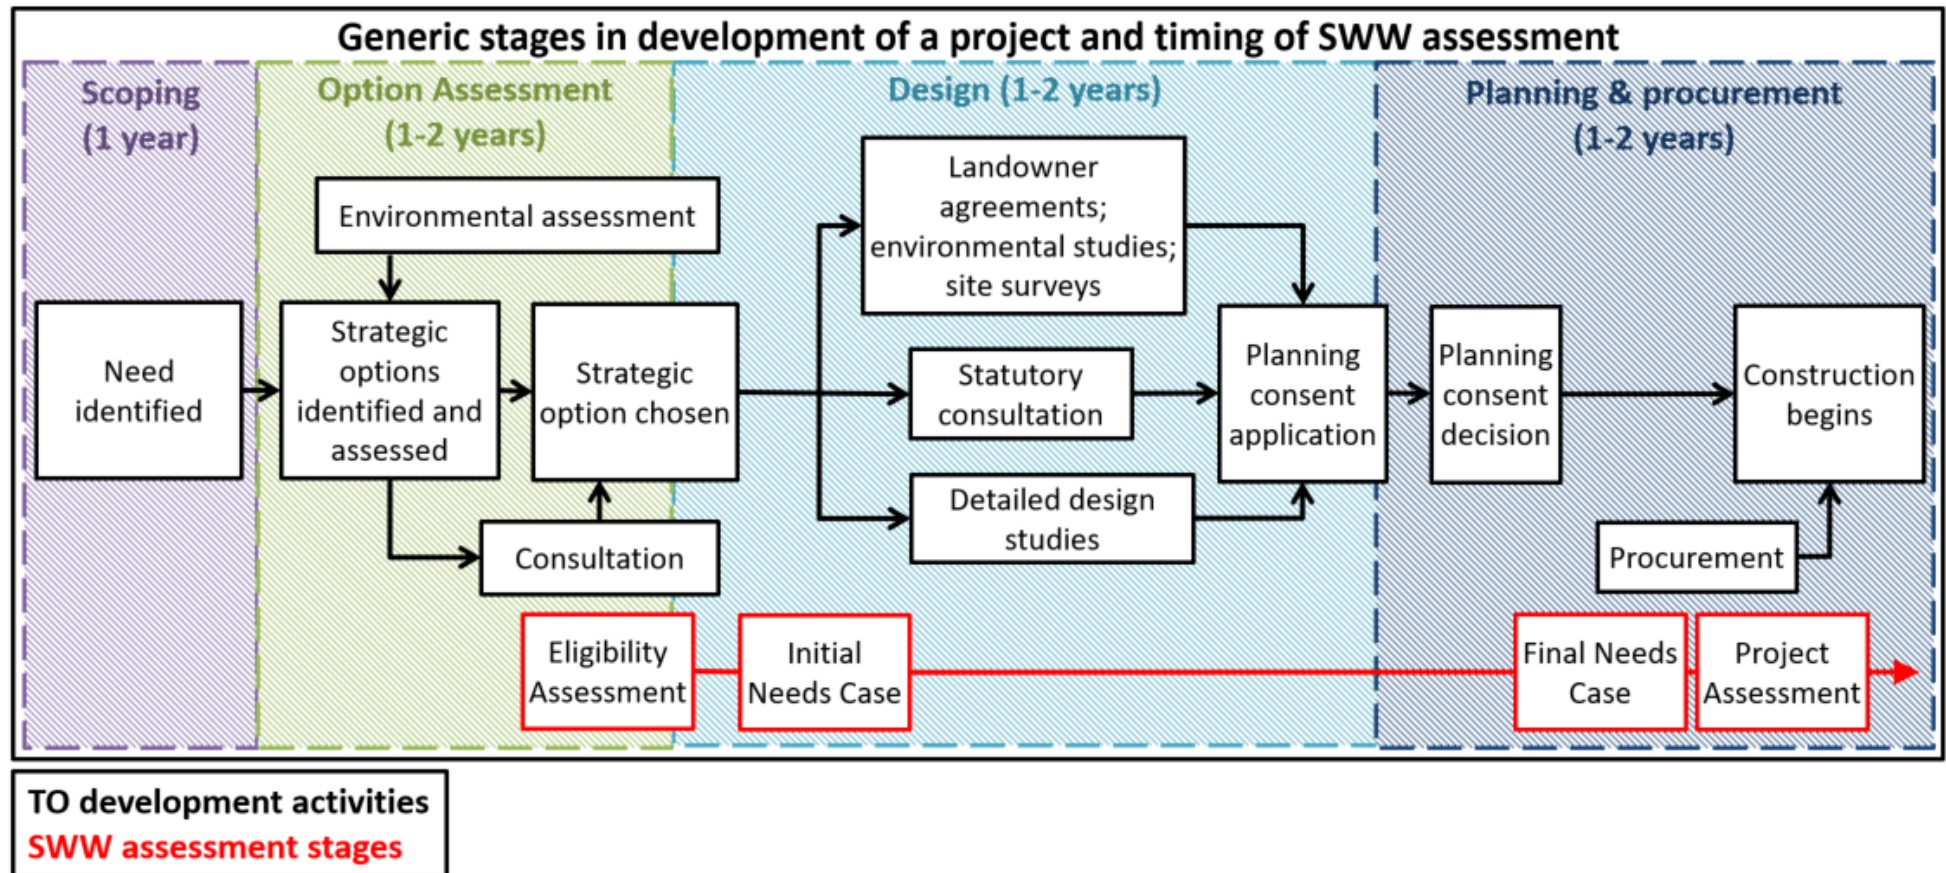 Generic stages in development of a project and timing of SWW assessment
Scoping
(1 year)
Option Assessment
(1-2 years)
Design (1-2 years)
Planning & procurement
(1-2 years)
Environmental assessment
Need
identified
Strategic
options
identified and
assessed
Strategic
option chosen
Consultation
Landowner
agreements;
environmental studies;
site surveys
Statutory
consultation
Detailed design
studies
Planning
consent
application
Planning
consent
decision
Construction
begins
Procurement
Eligibility
Assessment
Initial
Needs Case
Final Needs
Case
Project
Assessment
TO development activities
SWW assessment stages